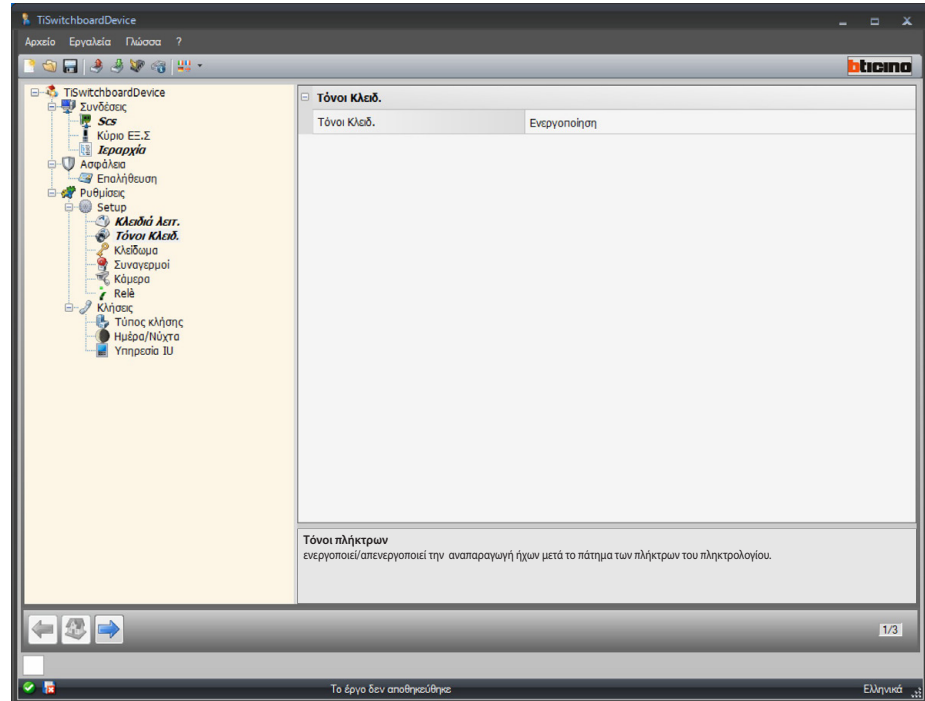 TiSwitchboardDevice
Αρχείο Εργαλεία Γλώσσα ?
bticino
TiSwitchboardDevice
Συνδέσεις
Scs
Κύριο ΕΞ.Σ
Ιεραρχία
Ασφάλεια
Επαλήθευση
Ρυθμίσεις
Setup
Κλειδιά λειτ.
Τόνοι Κλειδ.
Κλείδωμα
Συναγερμοί
Κάμερα
Relè
Κλήσεις
Τύπος κλήσης
Ημέρα/Νύχτα
Υπηρεσία IU
Τόνοι Κλειδ.
Τόνοι Κλειδ. Ενεργοποίηση
Τόνοι πλήκτρων
ενεργοποιεί/απενεργοποιεί την αναπαραγωγή ήχων μετά το πάτημα των πλήκτρων του πληκτρολογίου.
1/3
Το έργο δεν αποθηκεύθηκε Ελληνικά